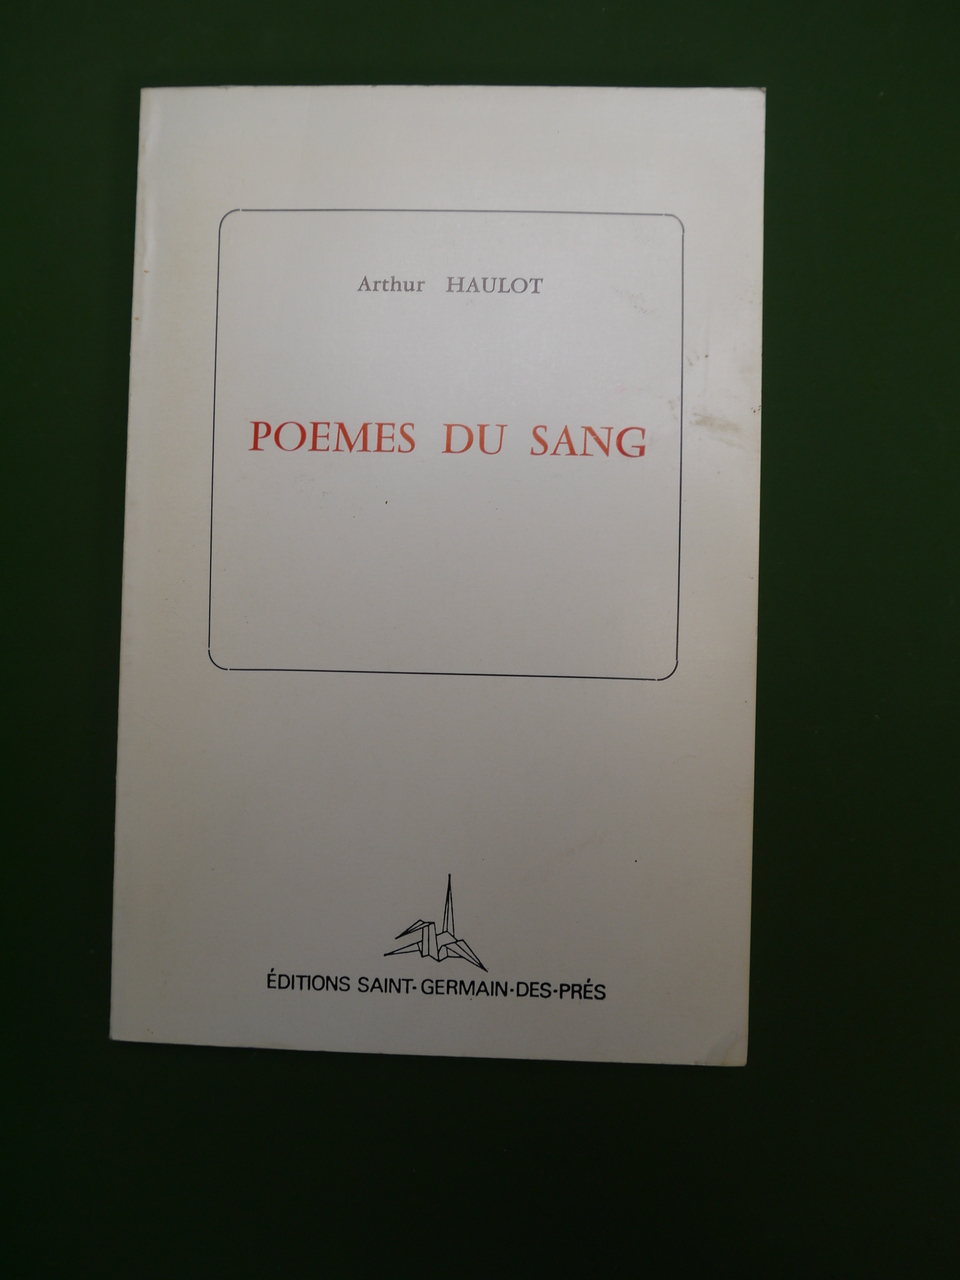 Arthur HAULOT
POEMES DU SANG
ÉDITIONS SAINT-GERMAIN-DES-PRÉS